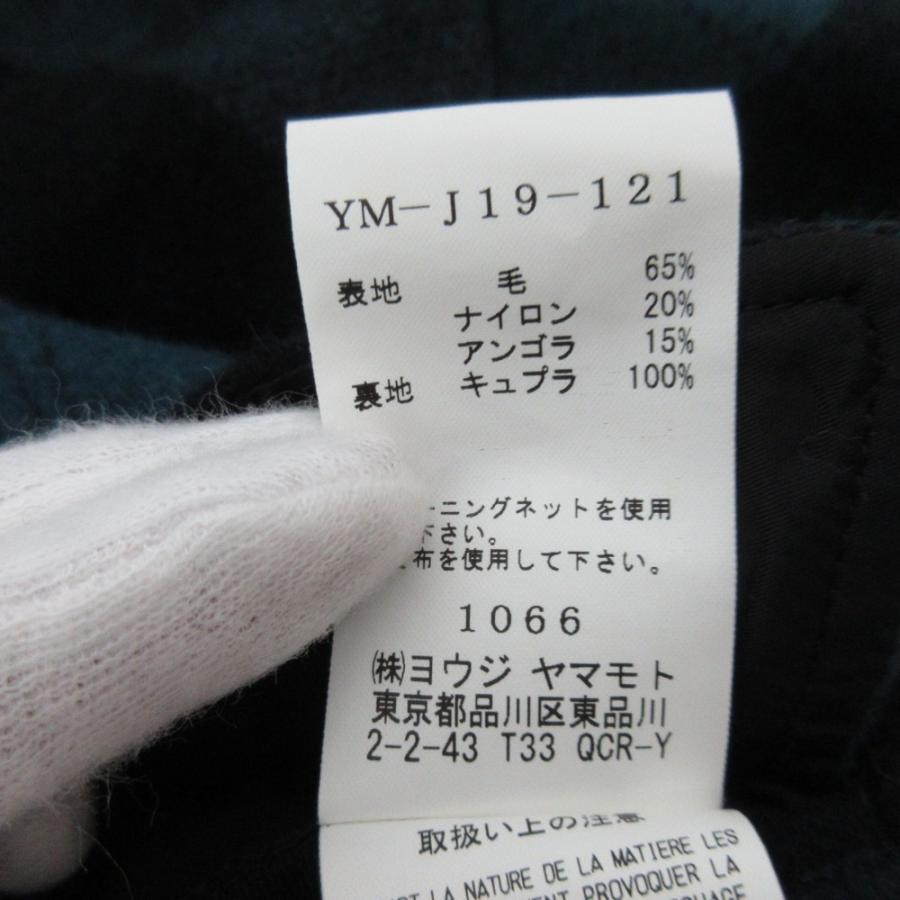 YM-J19-121
表地 毛 65%
ナイロン 20%
アンゴラ 15%
裏地 キュプラ 100%
ーニングネットを使用
下さい。
布を使用して下さい。
1066
㈱ヨウジ ヤマモト
東京都品川区東品川
2-2-43 T33 QCR-Y
取扱い上の注意
LA NATURE DE LA MATIERE LES
PROVOQUER LA